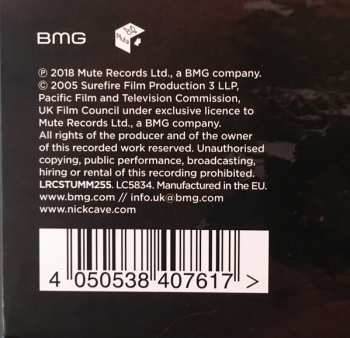 BMG Mute
℗ 2018 Mute Records Ltd., a BMG company.
© 2005 Surefire Film Production 3 LLP,
Pacific Film and Television Commission,
UK Film Council under exclusive licence to
Mute Records Ltd., a BMG company.
All rights of the producer and of the owner
of this recorded work reserved. Unauthorised
copying, public performance, broadcasting,
hiring or rental of this recording prohibited.
LRCSTUMM255. LC5834. Manufactured in the EU.
www.bmg.com // info.uk@bmg.com
www.nickcave.com
4 050538 407617 >